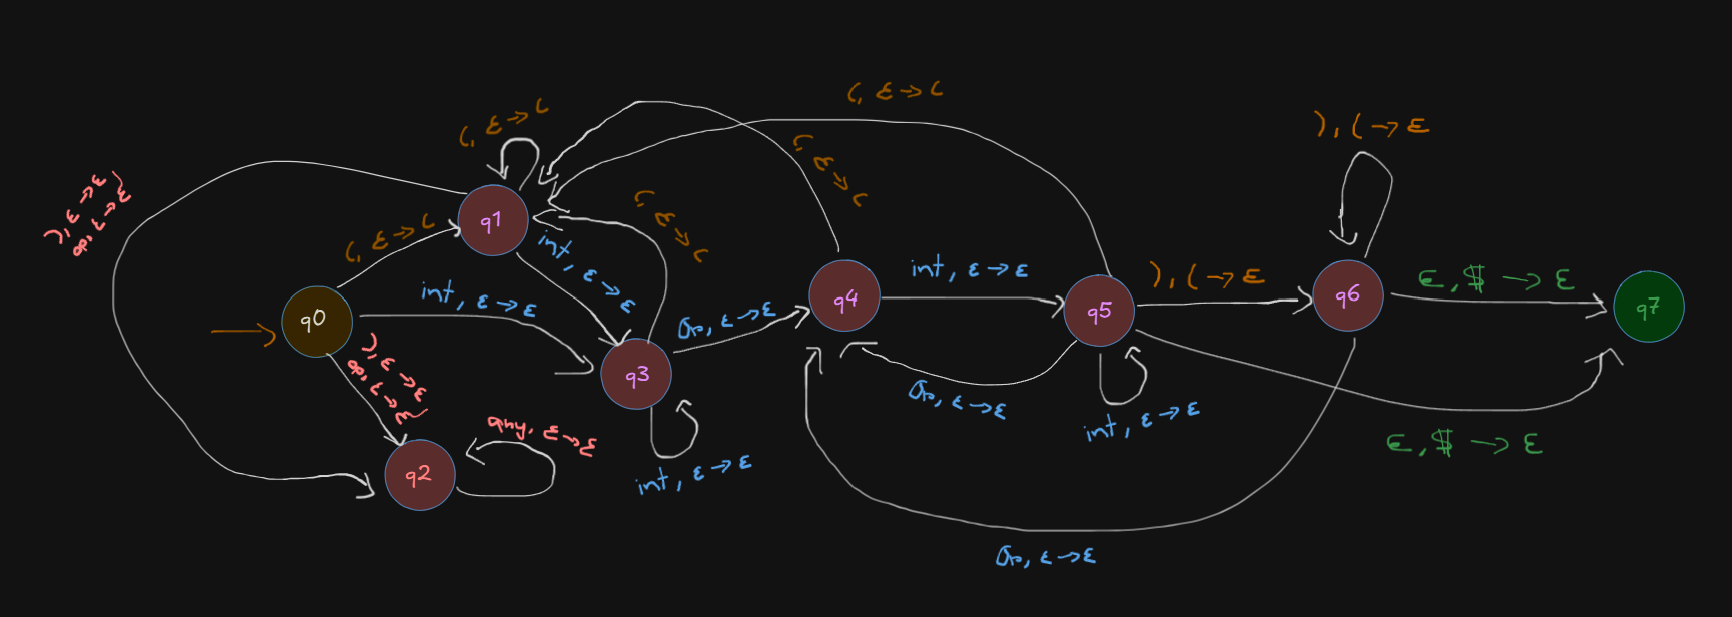 (, ε → (
(, ε → (
), ( → ε
(, ε → (
), ε → ε
op, ε → ε
(, ε → (
q1
(, ε → (
int, ε → ε
int, ε → ε
q4
int, ε → ε
q5
), ( → ε
q6
ε, $ → ε
q7
q0
int, ε → ε
Op, ε → ε
), ε → ε
op, ε → ε
q3
Op, ε → ε
int, ε → ε
ε, $ → ε
any, ε → ε
q2
int, ε → ε
Op, ε → ε